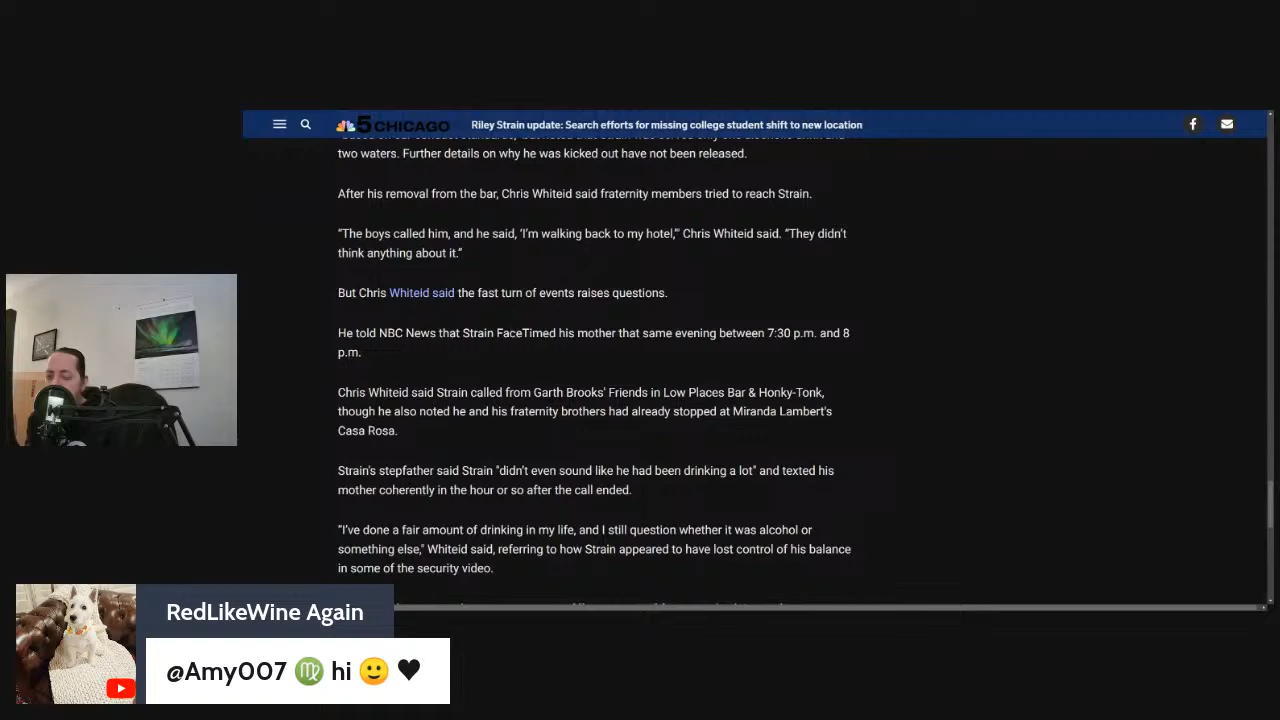 5 CHICAGO
Riley Strain update: Search efforts for missing college student shift to new location
two waters. Further details on why he was kicked out have not been released.
After his removal from the bar, Chris Whiteid said fraternity members tried to reach Strain.
“The boys called him, and he said, ‘I’m walking back to my hotel,’” Chris Whiteid said. “They didn’t
think anything about it.”
But Chris Whiteid said the fast turn of events raises questions.
He told NBC News that Strain FaceTimed his mother that same evening between 7:30 p.m. and 8
p.m.
Chris Whiteid said Strain called from Garth Brooks' Friends in Low Places Bar & Honky-Tonk,
though he also noted he and his fraternity brothers had already stopped at Miranda Lambert's
Casa Rosa.
Strain's stepfather said Strain "didn't even sound like he had been drinking a lot" and texted his
mother coherently in the hour or so after the call ended.
"I've done a fair amount of drinking in my life, and I still question whether it was alcohol or
something else," Whiteid said, referring to how Strain appeared to have lost control of his balance
in some of the security video.
RedLikeWine Again
@Amy007 ♍ hi 🙂 ♥